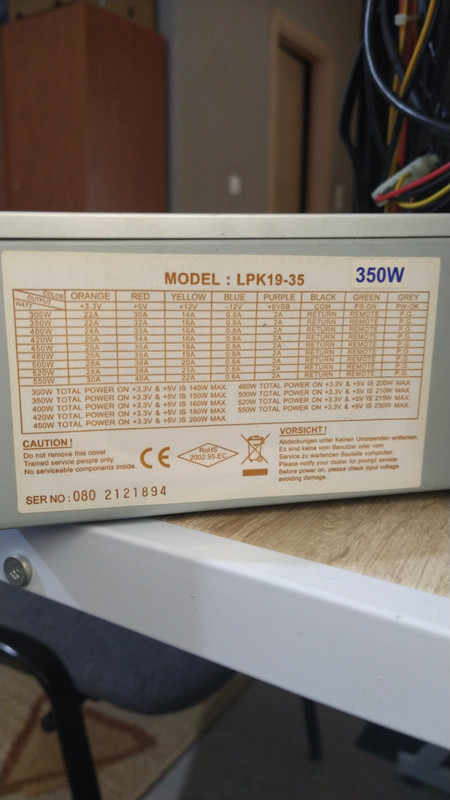 MODEL : LPK19-35 350W
COLOR ORANGE RED YELLOW BLUE PURPLE BLACK GREEN GREY
WATT OUTPUT +3.3V +5V +12V -12V +5VSB COM PS-ON PW-OK
300W 22A 30A 14A 0.8A 2A RETURN REMOTE P.G.
350W 22A 32A 16A 0.8A 2A RETURN REMOTE P.G.
400W 24A 33A 16A 0.8A 2A RETURN REMOTE P.G.
420W 25A 34A 18A 0.8A 2A RETURN REMOTE P.G.
450W 25A 35A 18A 0.8A 2A RETURN REMOTE P.G.
460W 25A 35A 19A 0.8A 2A RETURN REMOTE P.G.
500W 28A 38A 20A 0.8A 2A RETURN REMOTE P.G.
520W 28A 38A 21A 0.8A 2A RETURN REMOTE P.G.
550W 30A 40A 22A 0.8A 2A RETURN REMOTE P.G.
300W TOTAL POWER ON +3.3V & +5V IS 140W MAX.
350W TOTAL POWER ON +3.3V & +5V IS 150W MAX.
400W TOTAL POWER ON +3.3V & +5V IS 160W MAX.
420W TOTAL POWER ON +3.3V & +5V IS 180W MAX.
450W TOTAL POWER ON +3.3V & +5V IS 200W MAX.
460W TOTAL POWER ON +3.3V & +5V IS 200W MAX.
500W TOTAL POWER ON +3.3V & +5V IS 210W MAX.
520W TOTAL POWER ON +3.3V & +5V IS 215W MAX.
550W TOTAL POWER ON +3.3V & +5V IS 230W MAX.
CAUTION !
Do not remove this cover
Trained service people only.
No serviceable components inside.
CE
RoHS
2002.95.EC
VORSICHT !
Abdeckungen unter Keinen Umstaenden entfernen.
Es sind keine vom Benutzer oder vom
Service zu wartenden Bauteile vorhanden.
Please notify your dealer for prompt service
Before power on, please check input voltage
avoiding damage.
SER NO : 080 2121894